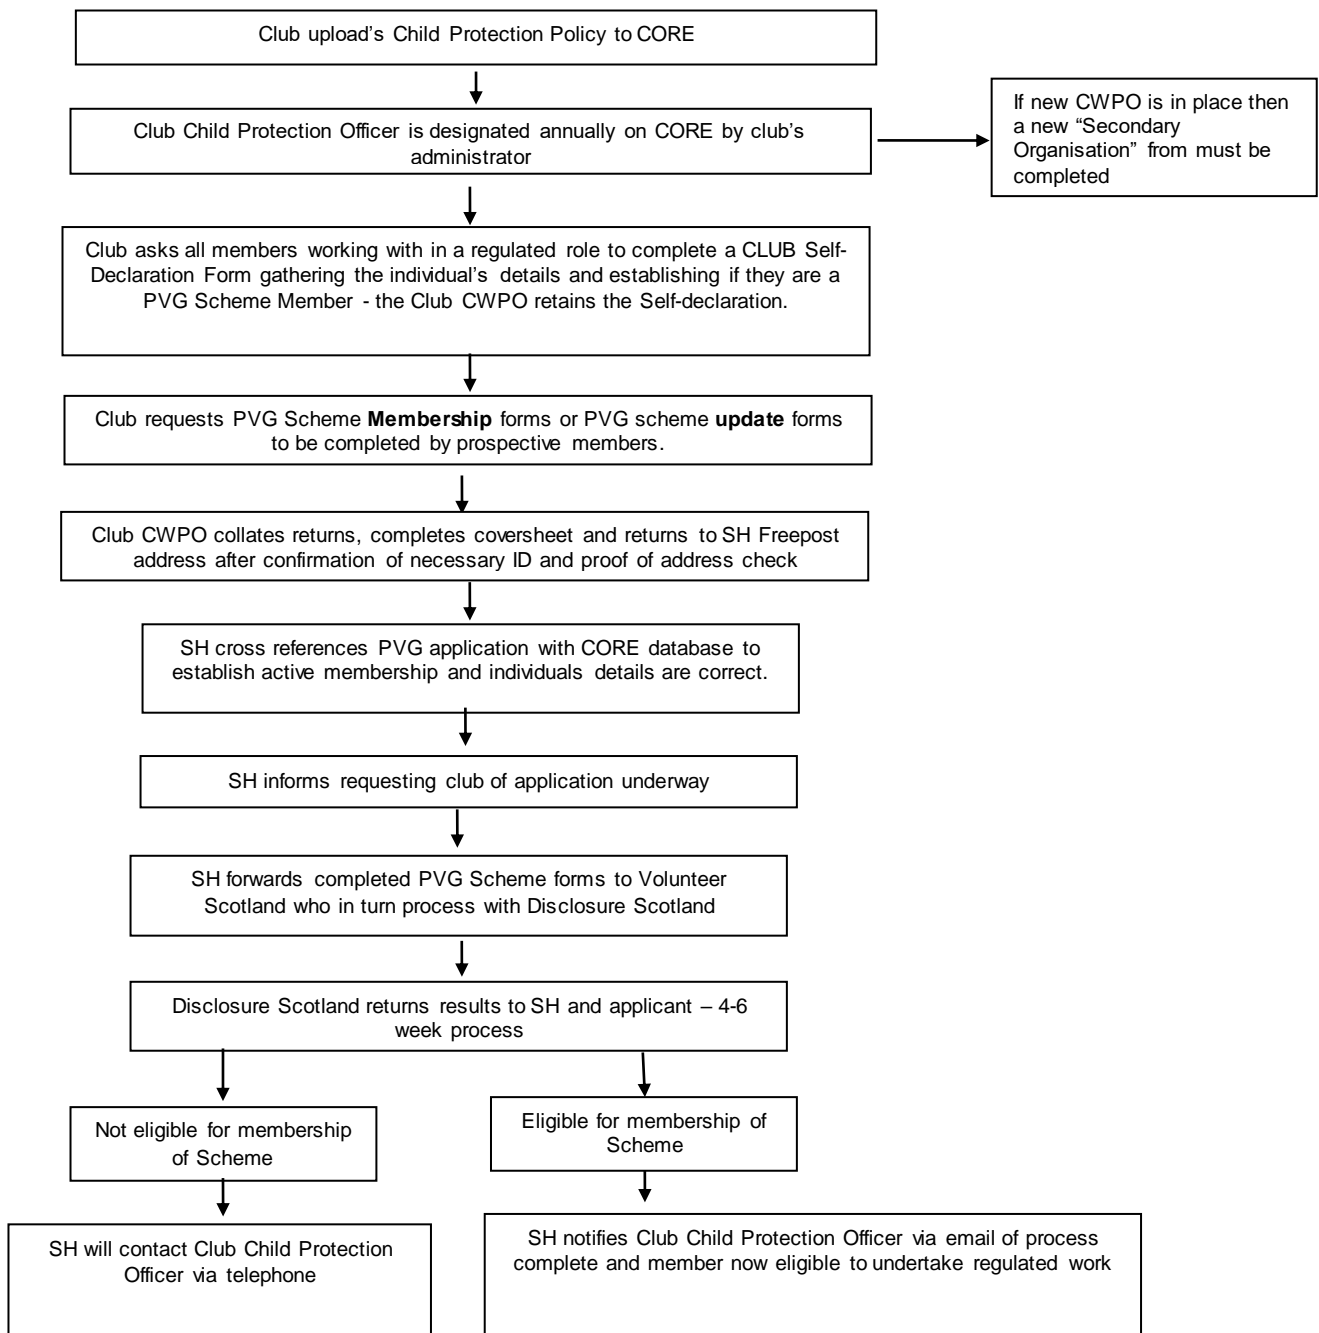 Club upload's Child Protection Policy to CORE
Club Child Protection Officer is designated annually on CORE by club's
administrator
If new CWPO is in place then
a new “Secondary
Organisation” from must be
completed
Club asks all members working with in a regulated role to complete a CLUB Self-
Declaration Form gathering the individual's details and establishing if they are a
PVG Scheme Member - the Club CWPO retains the Self-declaration.
Club requests PVG Scheme Membership forms or PVG scheme update forms
to be completed by prospective members.
Club CWPO collates returns, completes coversheet and returns to SH Freepost
address after confirmation of necessary ID and proof of address check
SH cross references PVG application with CORE database to
establish active membership and individuals details are correct.
SH informs requesting club of application underway
SH forwards completed PVG Scheme forms to Volunteer
Scotland who in turn process with Disclosure Scotland
Disclosure Scotland returns results to SH and applicant – 4-6
week process
Not eligible for membership
of Scheme
Eligible for membership of
Scheme
SH will contact Club Child Protection
Officer via telephone
SH notifies Club Child Protection Officer via email of process
complete and member now eligible to undertake regulated work